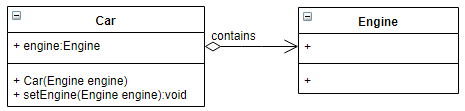 Car
+ engine:Engine
+ Car(Engine engine)
+ setEngine(Engine engine):void
contains
Engine
+
+